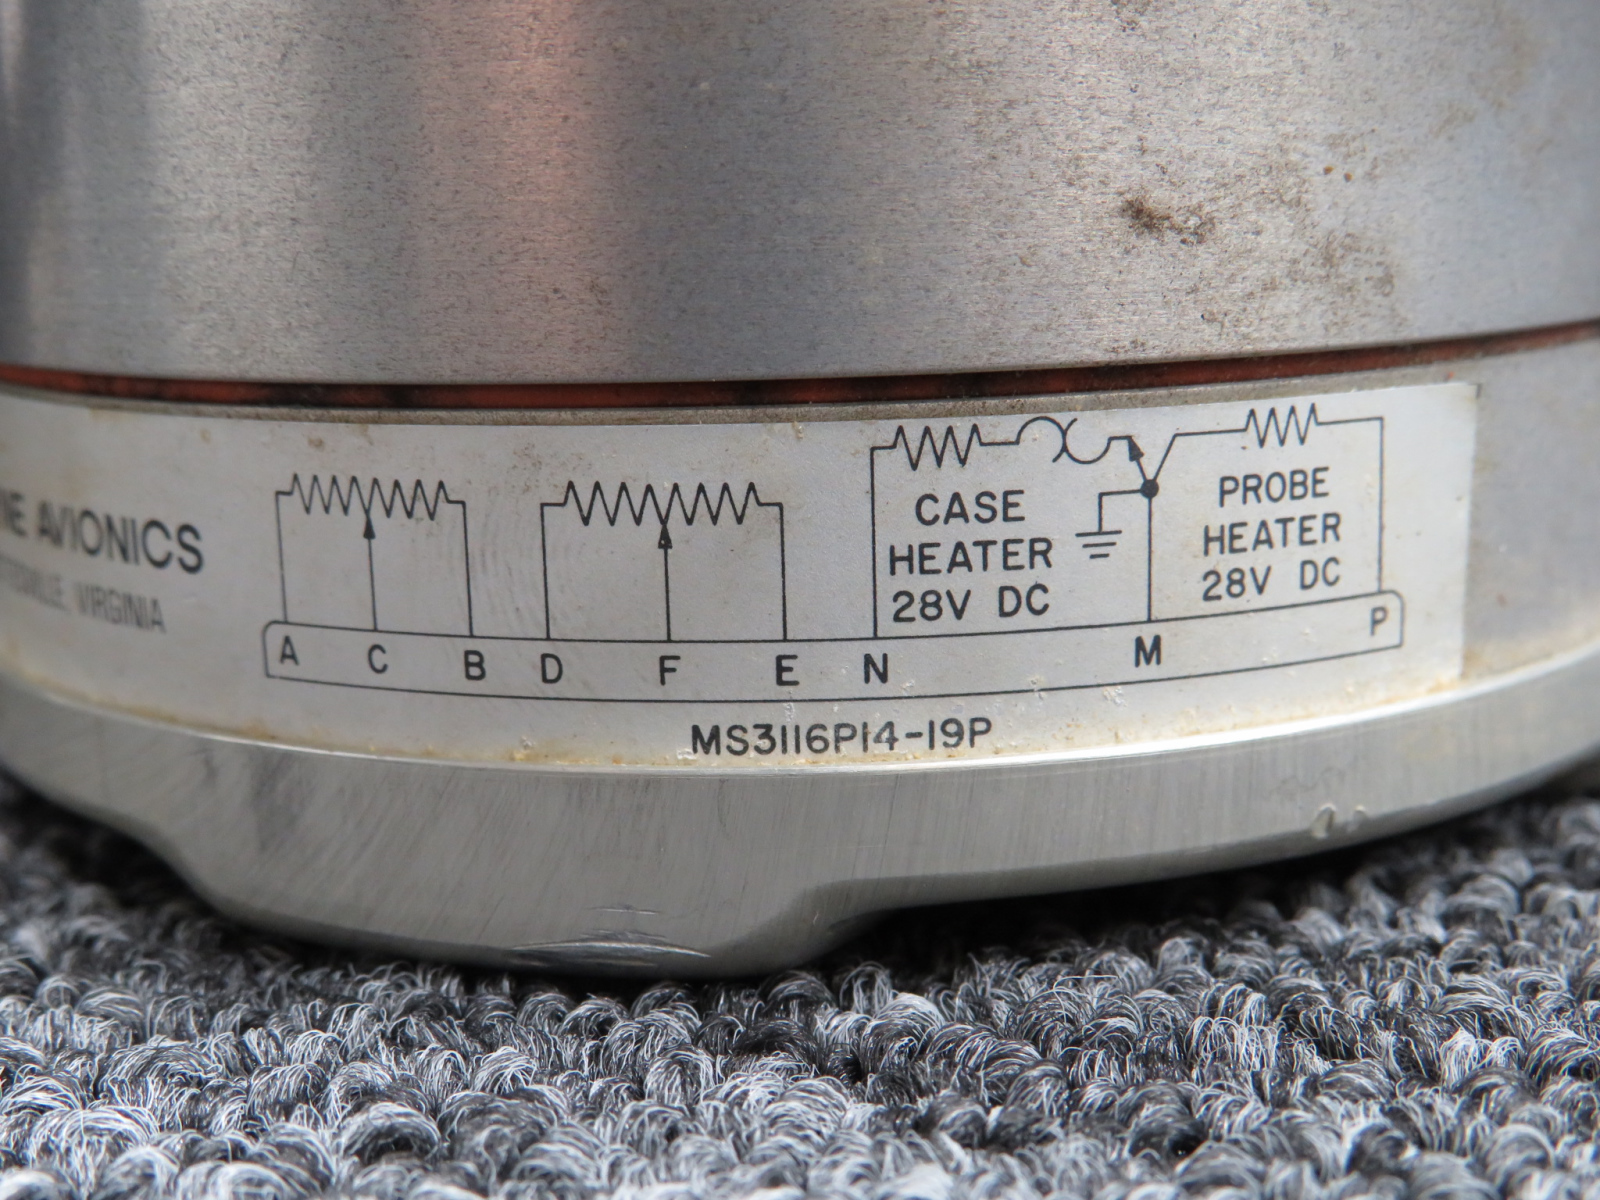 AVIONICS
VIRGINIA
CASE
HEATER
28V DC
PROBE
HEATER
28V DC
A C B D F E N M P
MS3116P14-19P